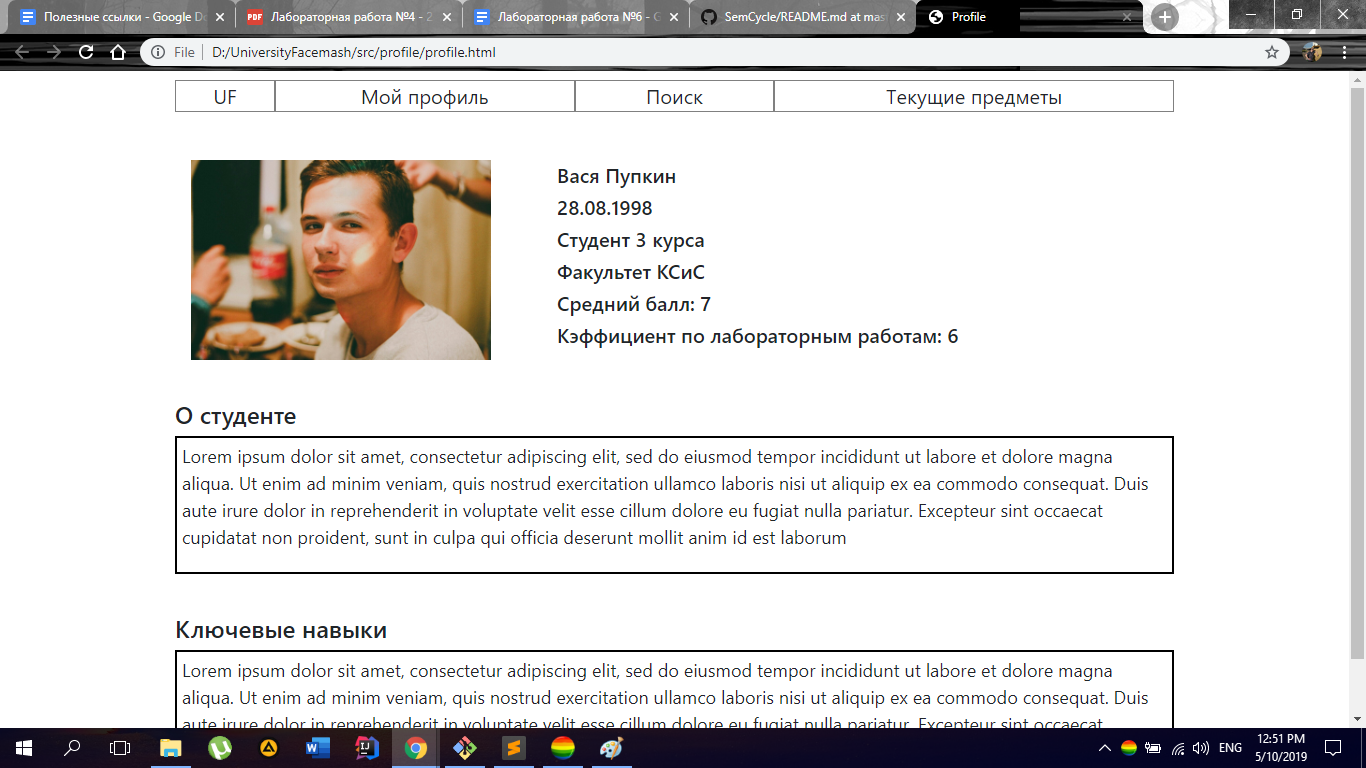 Полезные ссылки - Google Do
Лабораторная работа №4 - 2
Лабораторная работа №6 - G
SemCycle/README.md at mas
Profile
File
D:/UniversityFacemash/src/profile/profile.html
UF
Мой профиль
Поиск
Текущие предметы
Вася Пупкин
28.08.1998
Студент 3 курса
Факультет КСиС
Средний балл: 7
Кэффициент по лабораторным работам: 6
О студенте
Lorem ipsum dolor sit amet, consectetur adipiscing elit, sed do eiusmod tempor incididunt ut labore et dolore magna
aliqua. Ut enim ad minim veniam, quis nostrud exercitation ullamco laboris nisi ut aliquip ex ea commodo consequat. Duis
aute irure dolor in reprehenderit in voluptate velit esse cillum dolore eu fugiat nulla pariatur. Excepteur sint occaecat
cupidatat non proident, sunt in culpa qui officia deserunt mollit anim id est laborum
Ключевые навыки
Lorem ipsum dolor sit amet, consectetur adipiscing elit, sed do eiusmod tempor incididunt ut labore et dolore magna
aliqua. Ut enim ad minim veniam, quis nostrud exercitation ullamco laboris nisi ut aliquip ex ea commodo consequat. Duis
aute irure dolor in reprehenderit in voluptate velit esse cillum dolore eu fugiat nulla pariatur. Excepteur sint occaecat
ENG
12:51 PM
5/10/2019